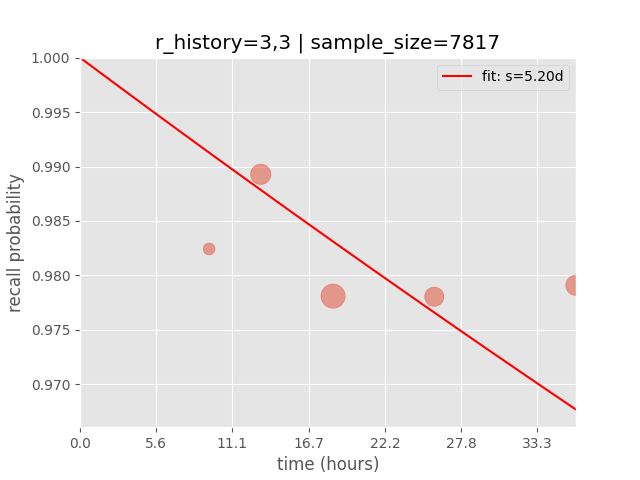 r_history=3,3 | sample_size=7817
fit: s=5.20d
1.000
0.995
0.990
0.985
0.980
0.975
0.970
recall probability
0.0 5.6 11.1 16.7 22.2 27.8 33.3
time (hours)